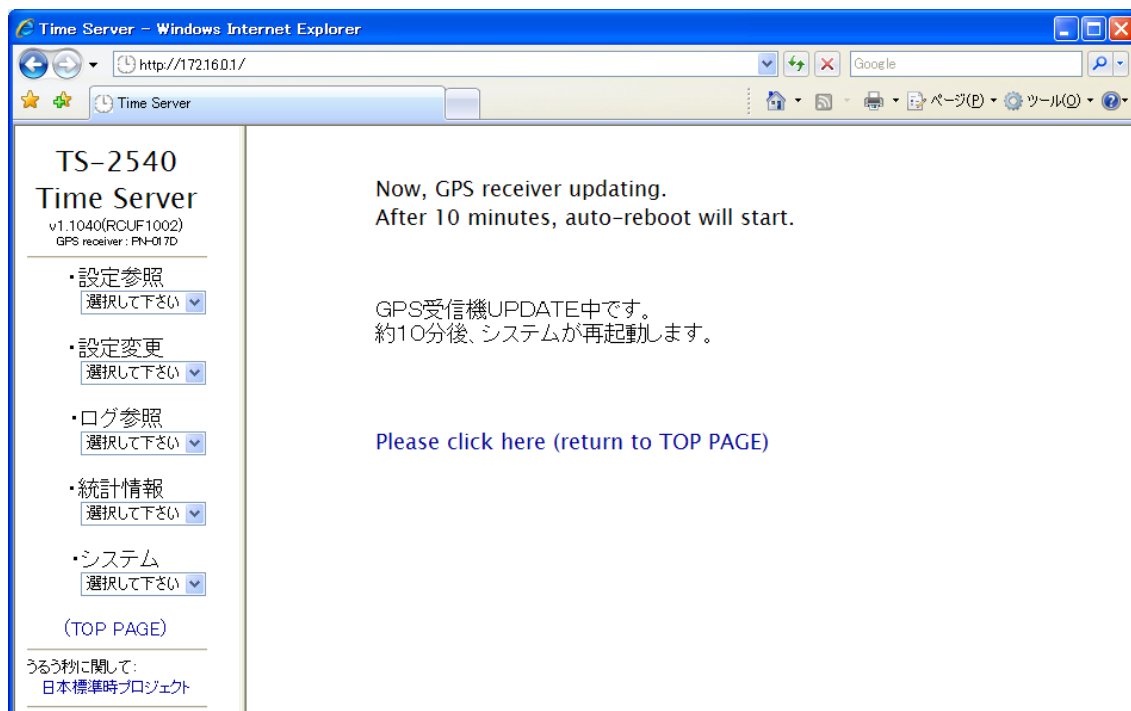 Time Server - Windows Internet Explorer
http://172.16.0.1/
Google
Time Server
ページ(P)
ツール(O)
TS-2540
Time Server
v1.1040(RCUF1002)
GPS receiver : PN-017D
・設定参照
選択して下さい
・設定変更
選択して下さい
・ログ参照
選択して下さい
・統計情報
選択して下さい
・システム
選択して下さい
(TOP PAGE)
うるう秒に関して:
日本標準時プロジェクト
Now, GPS receiver updating.
After 10 minutes, auto-reboot will start.
GPS受信機UPDATE中です。
約10分後、システムが再起動します。
Please click here (return to TOP PAGE)